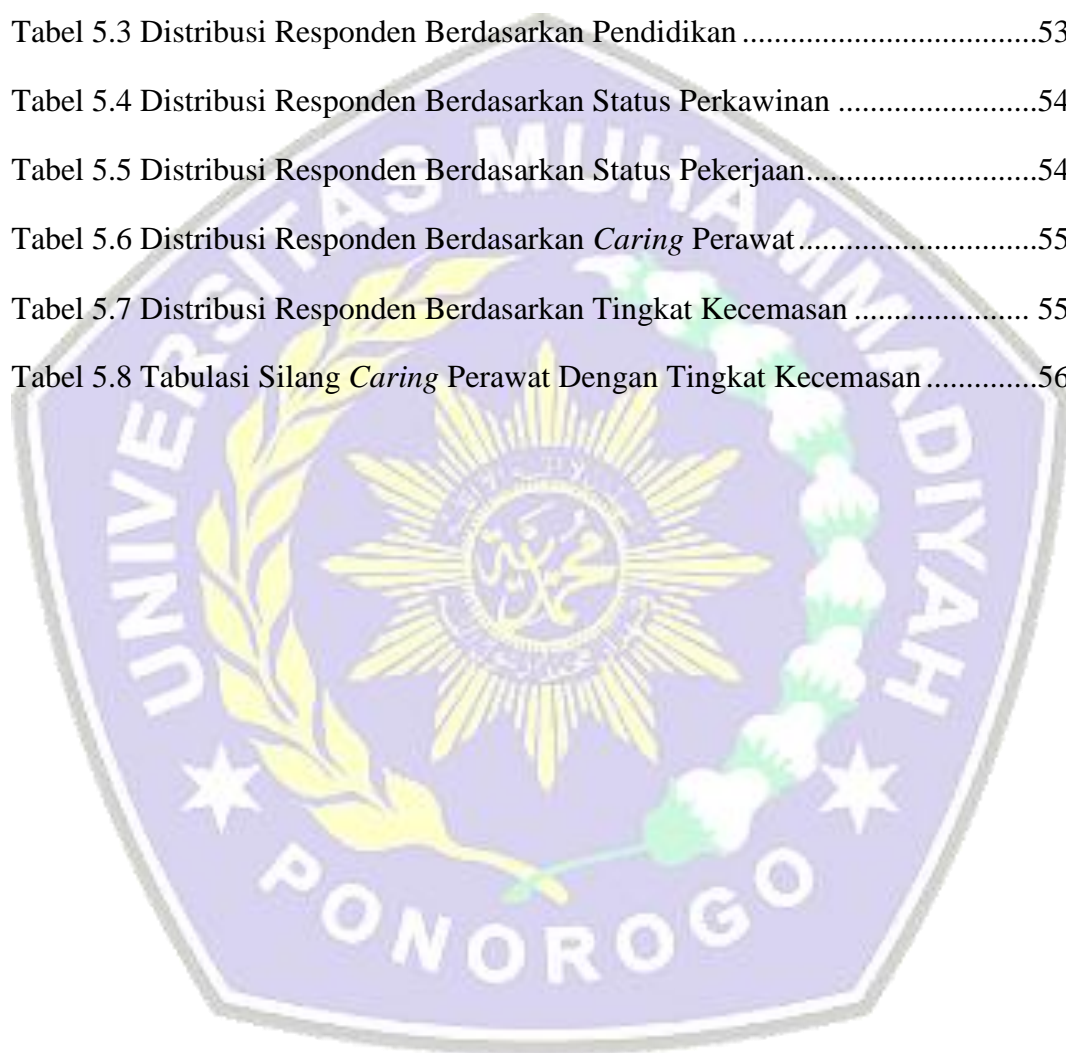 Tabel 5.3 Distribusi Responden Berdasarkan Pendidikan ..................................53
Tabel 5.4 Distribusi Responden Berdasarkan Status Perkawinan .......................54
Tabel 5.5 Distribusi Responden Berdasarkan Status Pekerjaan...........................54
Tabel 5.6 Distribusi Responden Berdasarkan Caring Perawat............................55
Tabel 5.7 Distribusi Responden Berdasarkan Tingkat Kecemasan .................... 55
Tabel 5.8 Tabulasi Silang Caring Perawat Dengan Tingkat Kecemasan.............56
UNIVERSITAS MUHAMMADIYAH
PONOROGO